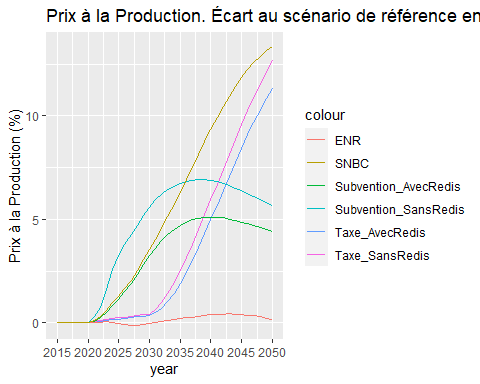 Prix à la Production. Écart au scénario de référence en
Prix à la Production (%)
10
5
0
2015 2020 2025 2030 2035 2040 2045 2050
year
colour
ENR
SNBC
Subvention_AvecRedis
Subvention_SansRedis
Taxe_AvecRedis
Taxe_SansRedis